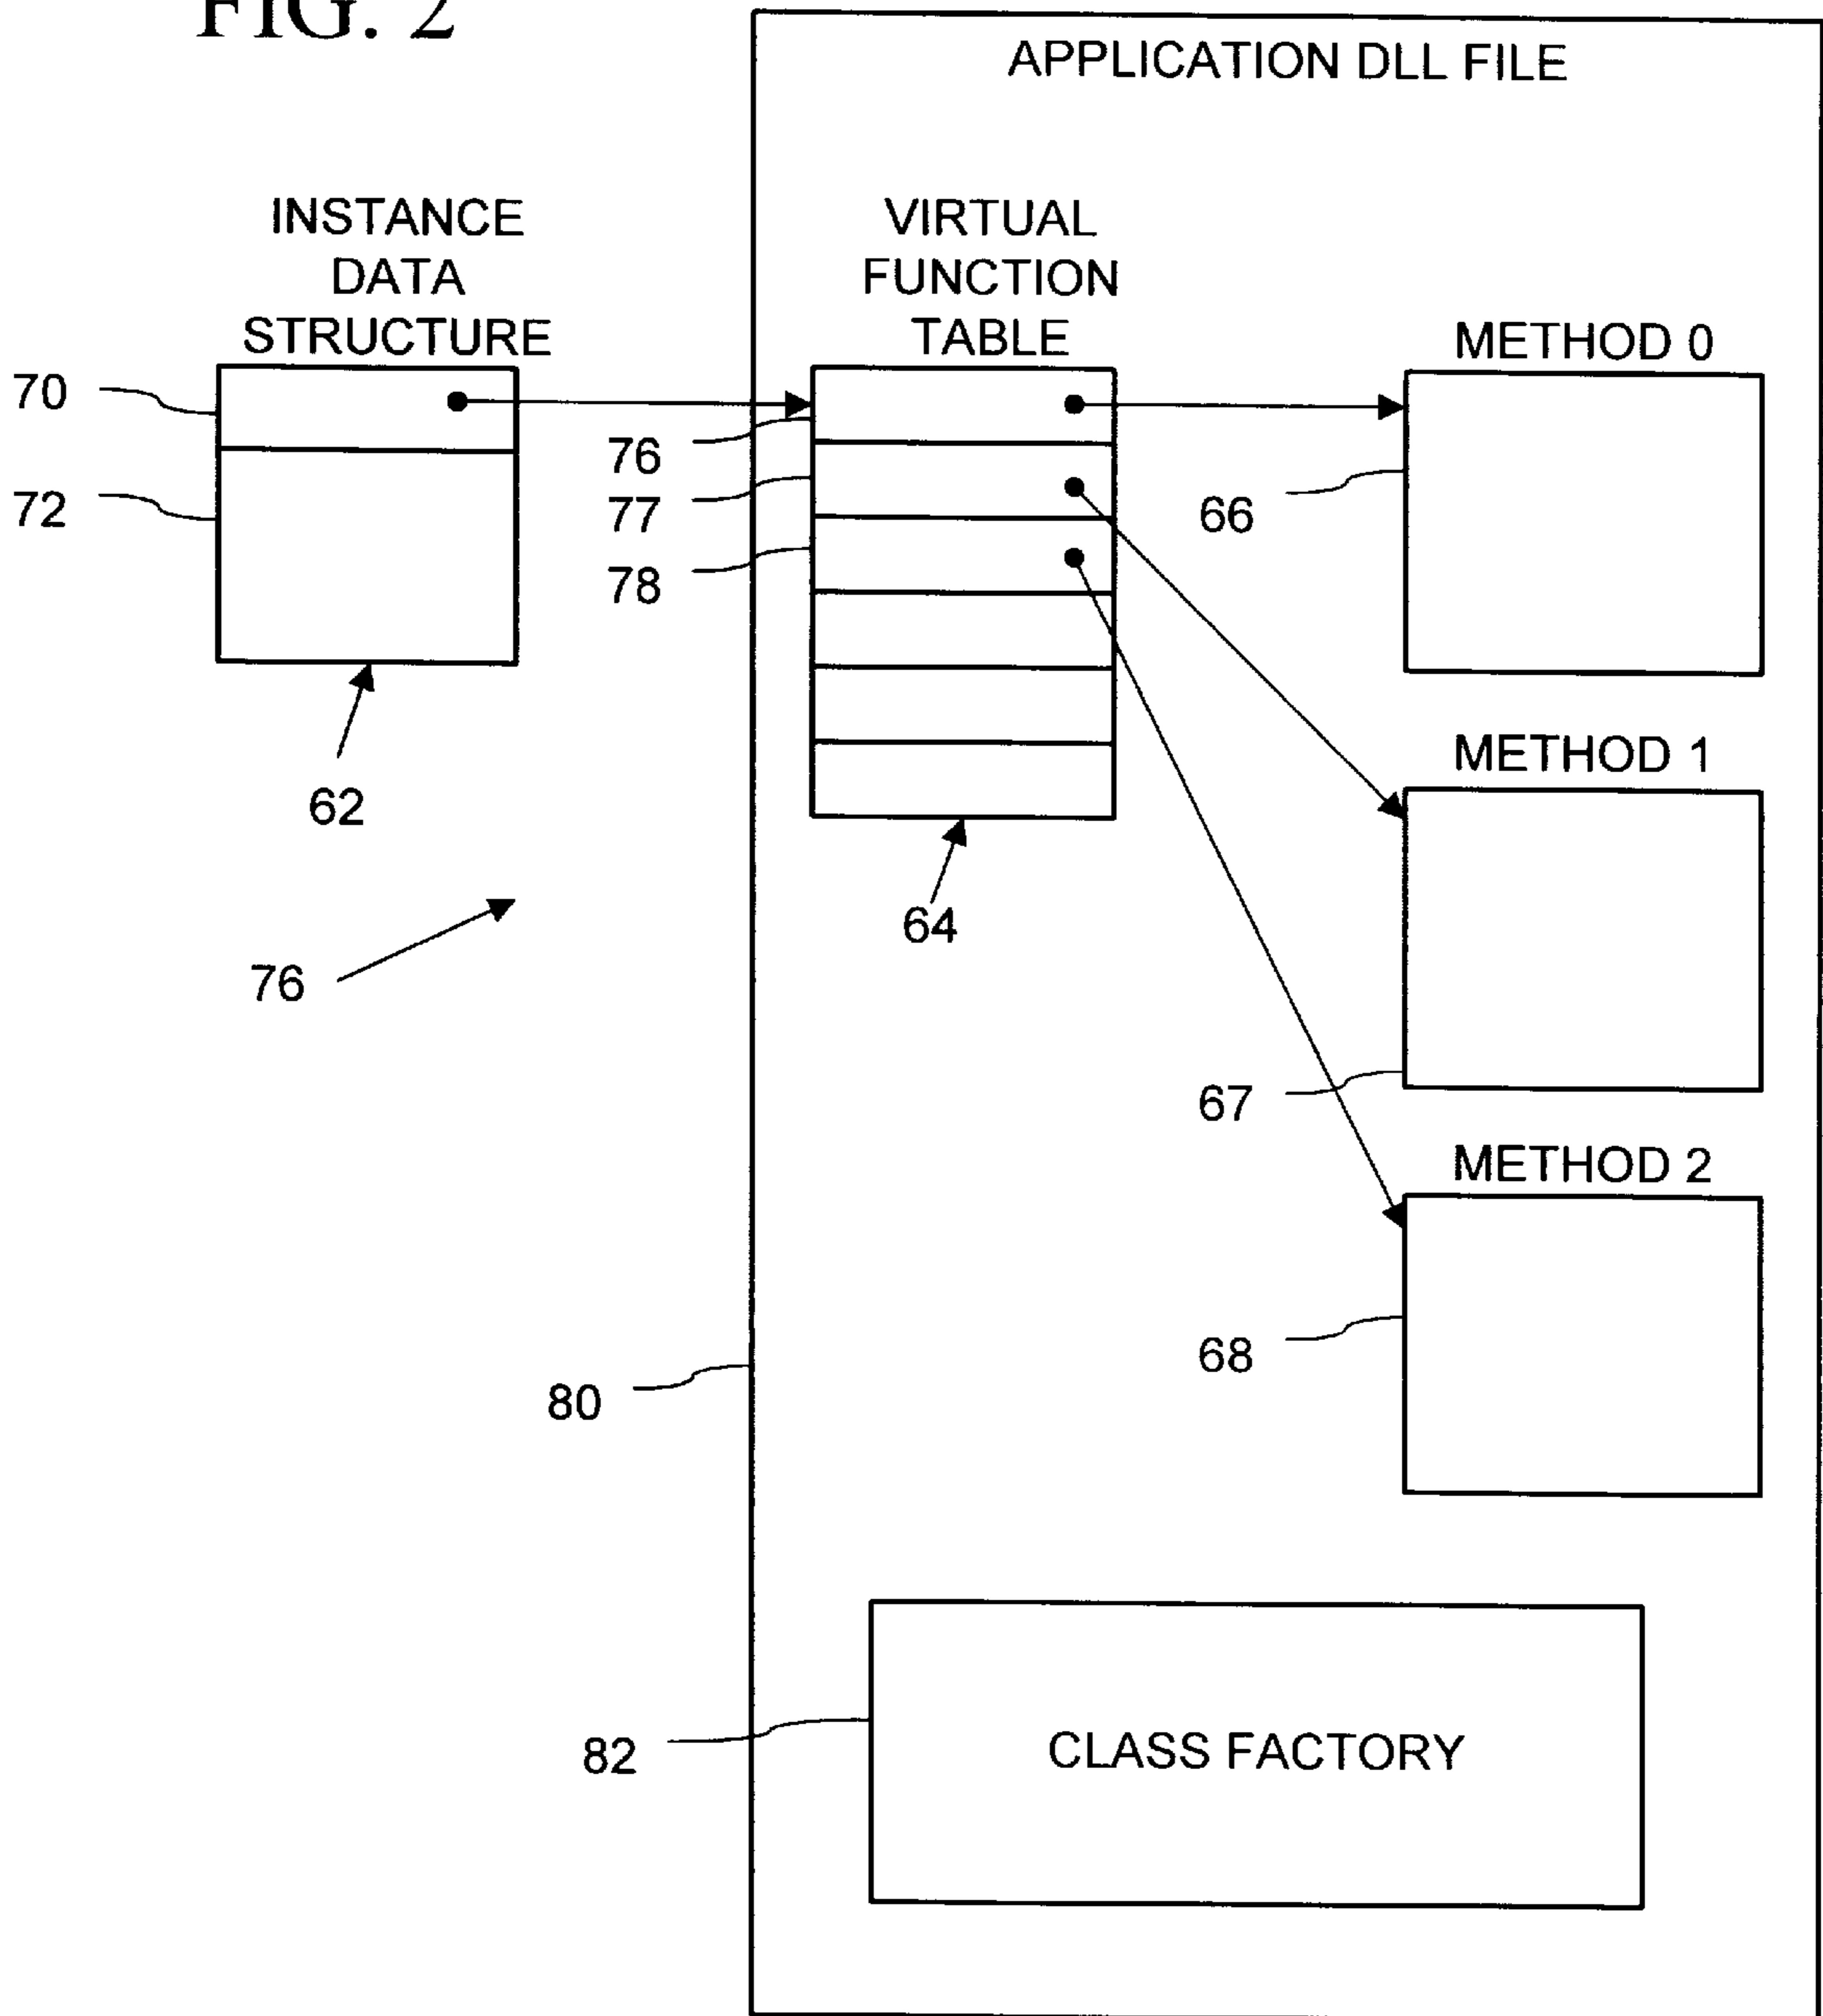 FIG. 2
APPLICATION DLL FILE
INSTANCE
DATA
STRUCTURE
VIRTUAL
FUNCTION
TABLE
METHOD 0
70
72
76
77
78
66
62
METHOD 1
64
76
67
METHOD 2
68
80
82
CLASS FACTORY